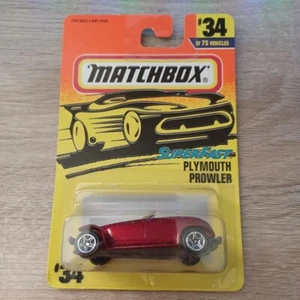 #34
OF 75 VEHICLES
MATCHBOX®
SUPERFAST
PLYMOUTH
PROWLER
#34